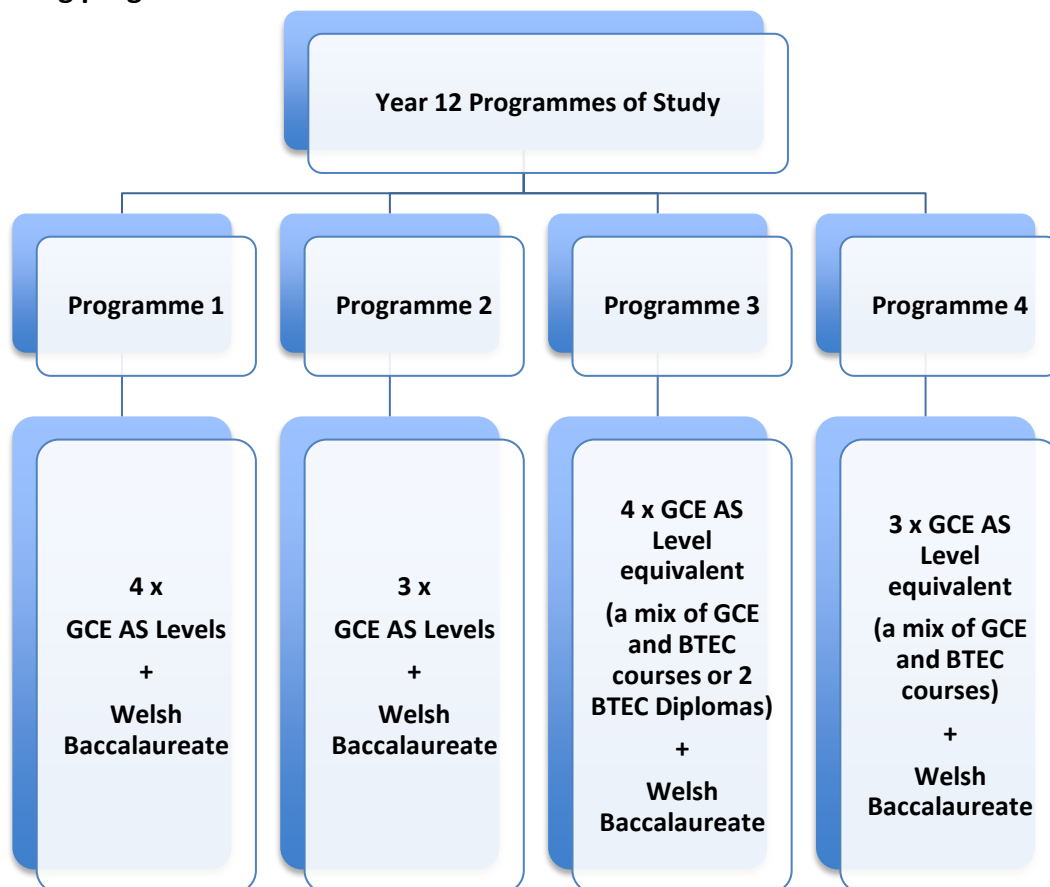 Year 12 Programmes of Study
Programme 1
Programme 2
Programme 3
Programme 4
4 x
GCE AS Levels
+
Welsh
Baccalaureate
3 x
GCE AS Levels
+
Welsh
Baccalaureate
4 x GCE AS
Level
equivalent
(a mix of GCE
and BTEC
courses or 2
BTEC Diplomas)
+
Welsh
Baccalaureate
3 x GCE AS
Level
equivalent
(a mix of GCE
and BTEC
courses)
+
Welsh
Baccalaureate